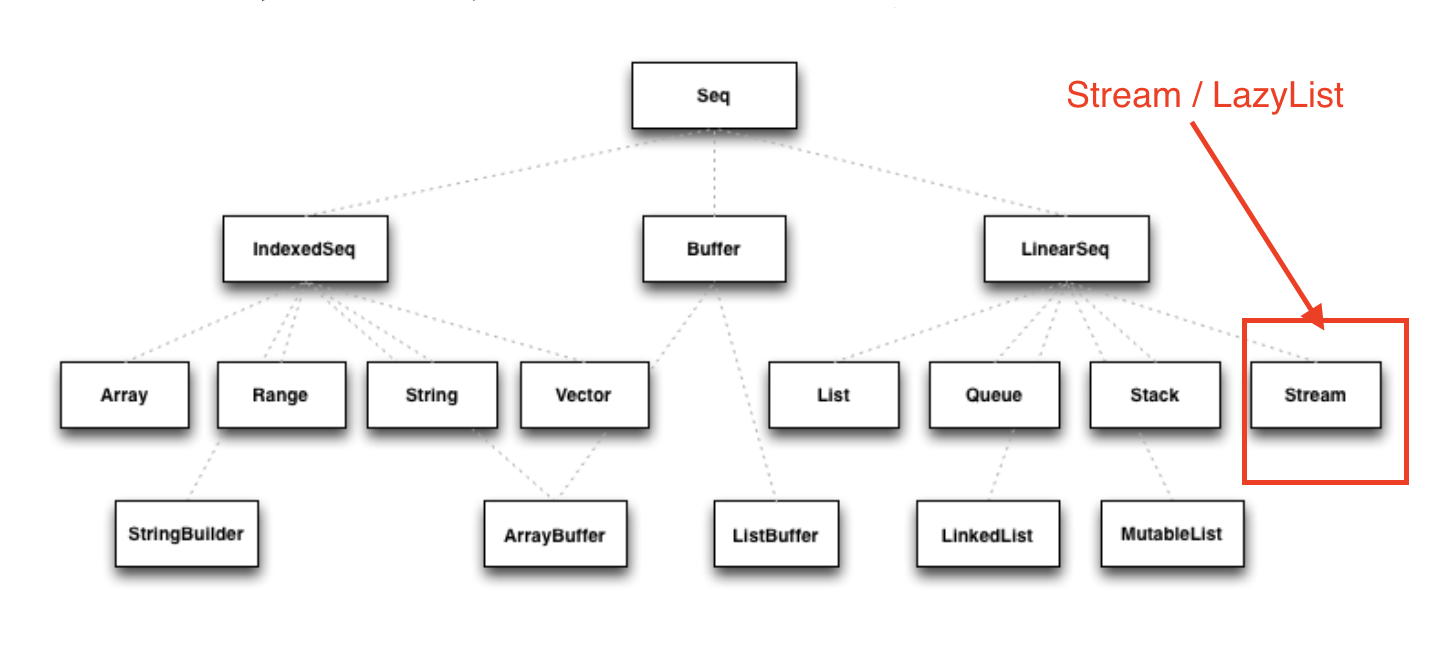 Seq
Stream / LazyList
IndexedSeq
Buffer
LinearSeq
Array
Range
String
Vector
List
Queue
Stack
Stream
StringBuilder
ArrayBuffer
ListBuffer
LinkedList
MutableList